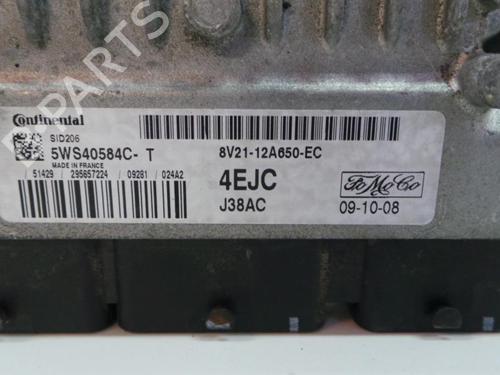 Continental
SID206
5WS40584C- T
MADE IN FRANCE
51429 / 295657224 / 09281 / 024A2
8V21-12A650-EC
4EJC
J38AC
FoMoCo
09-10-08
PARTS